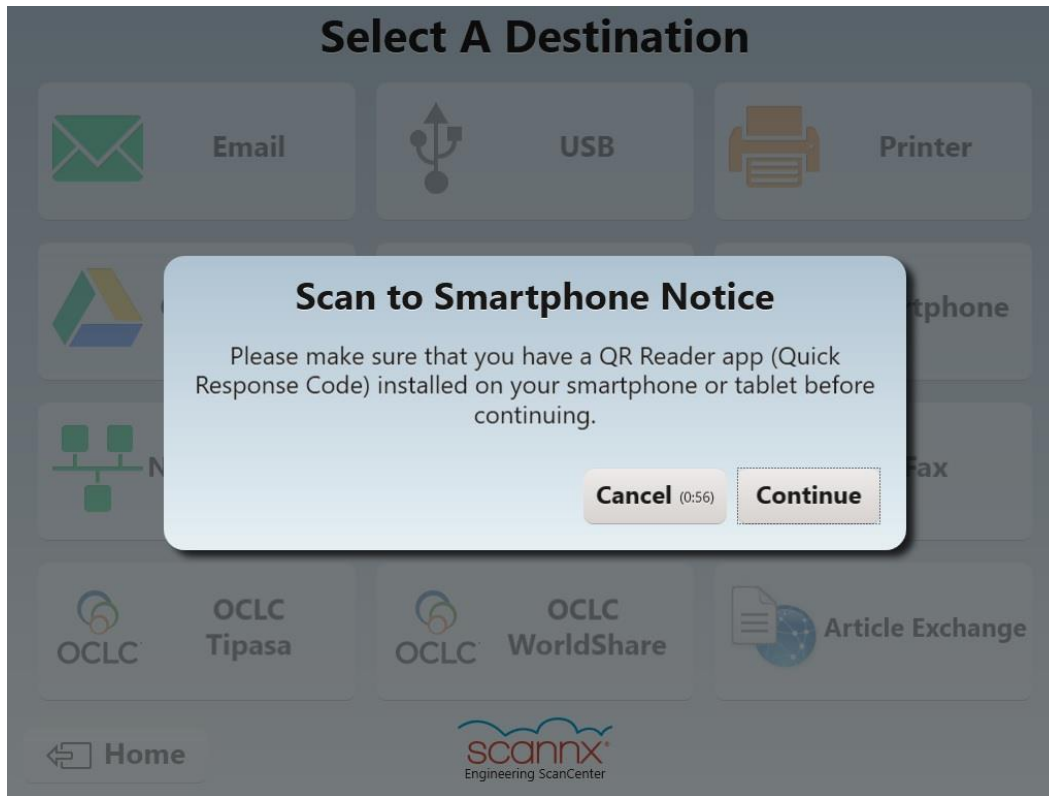 Select A Destination
Email
USB
Printer
Scan to Smartphone Notice
Please make sure that you have a QR Reader app (Quick
Response Code) installed on your smartphone or tablet before
continuing.
Cancel (0:56)
Continue
OCLC
OCLC
Tipasa
OCLC
OCLC
WorldShare
Article Exchange
Home
scannx
Engineering ScanCenter